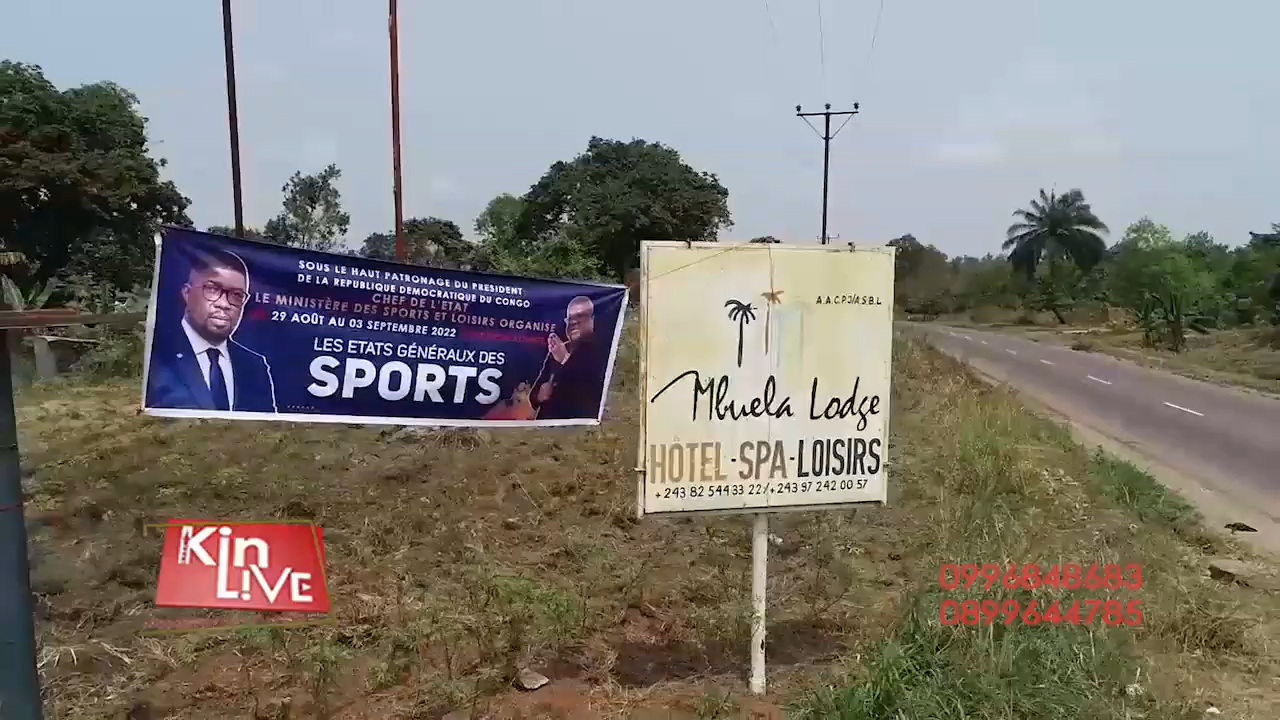 SOUS LE HAUT PATRONAGE DU PRESIDENT
DE LA REPUBLIQUE DEMOCRATIQUE DU CONGO
CHEF DE L'ETAT
LE MINISTÈRE DES SPORTS ET LOISIRS ORGANISE
29 AOÛT AU 03 SEPTEMBRE 2022
LES ETATS GÉNÉRAUX DES
SPORTS
A.A.C.P.J/A.S.B.L
Mbuela Lodge
HÔTEL-SPA-LOISIRS
+243 82 544 33 22/+243 97 242 00 57
Kin
LIVE
0996848683
0899644785